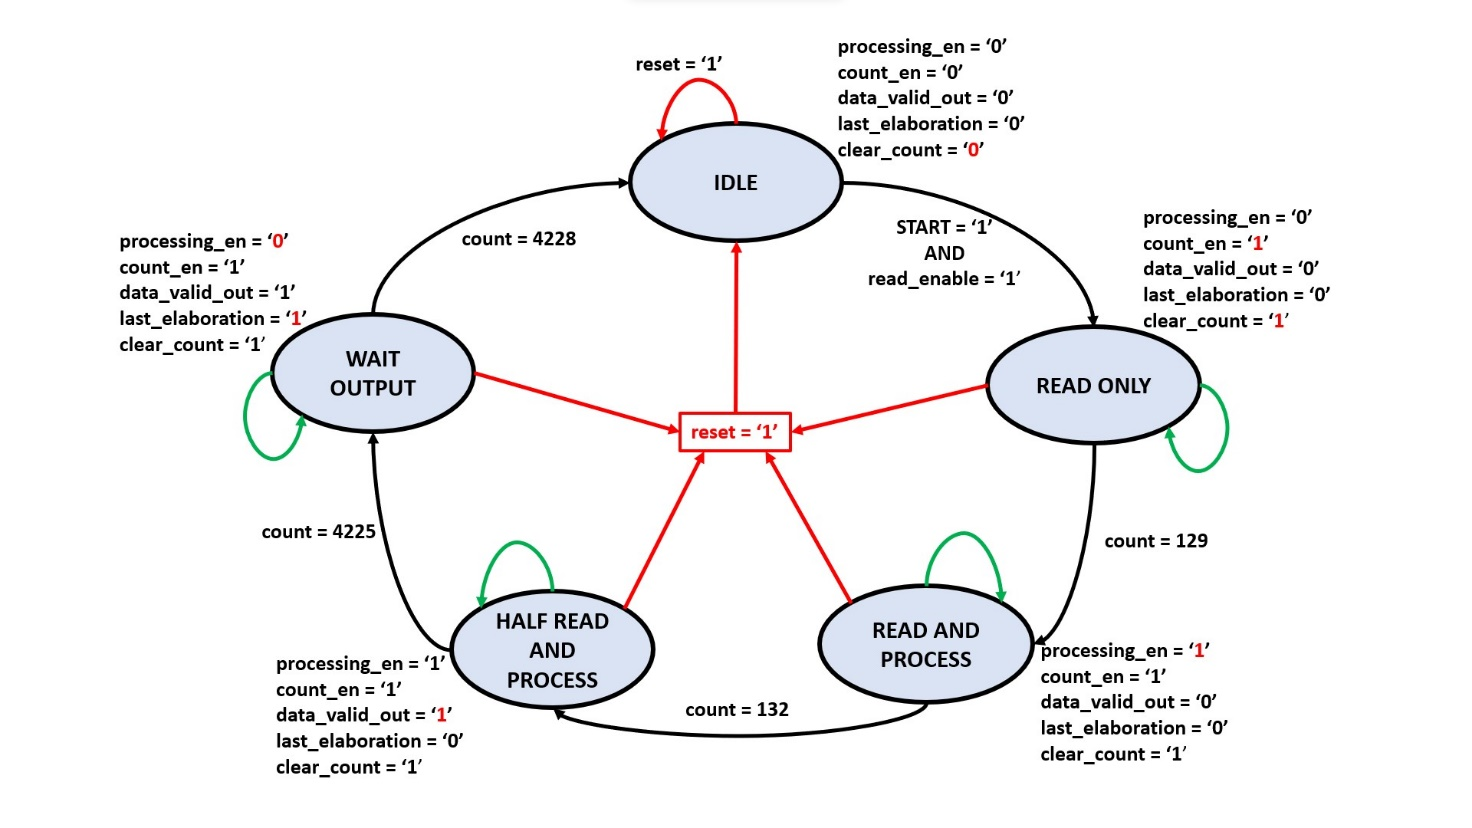 reset = ‘1’
processing_en = ‘0’
count_en = ‘0’
data_valid_out = ‘0’
last_elaboration = ‘0’
clear_count = ‘0’
IDLE
START = ‘1’
AND
read_enable = ‘1’
processing_en = ‘0’
count_en = ‘1’
data_valid_out = ‘0’
last_elaboration = ‘0’
clear_count = ‘1’
READ ONLY
count = 129
READ AND
PROCESS
processing_en = ‘1’
count_en = ‘1’
data_valid_out = ‘0’
last_elaboration = ‘0’
clear_count = ‘1’
count = 132
HALF READ
AND
PROCESS
processing_en = ‘1’
count_en = ‘1’
data_valid_out = ‘1’
last_elaboration = ‘0’
clear_count = ‘1’
count = 4225
WAIT
OUTPUT
processing_en = ‘0’
count_en = ‘1’
data_valid_out = ‘1’
last_elaboration = ‘1’
clear_count = ‘1’
count = 4228
reset = ‘1’